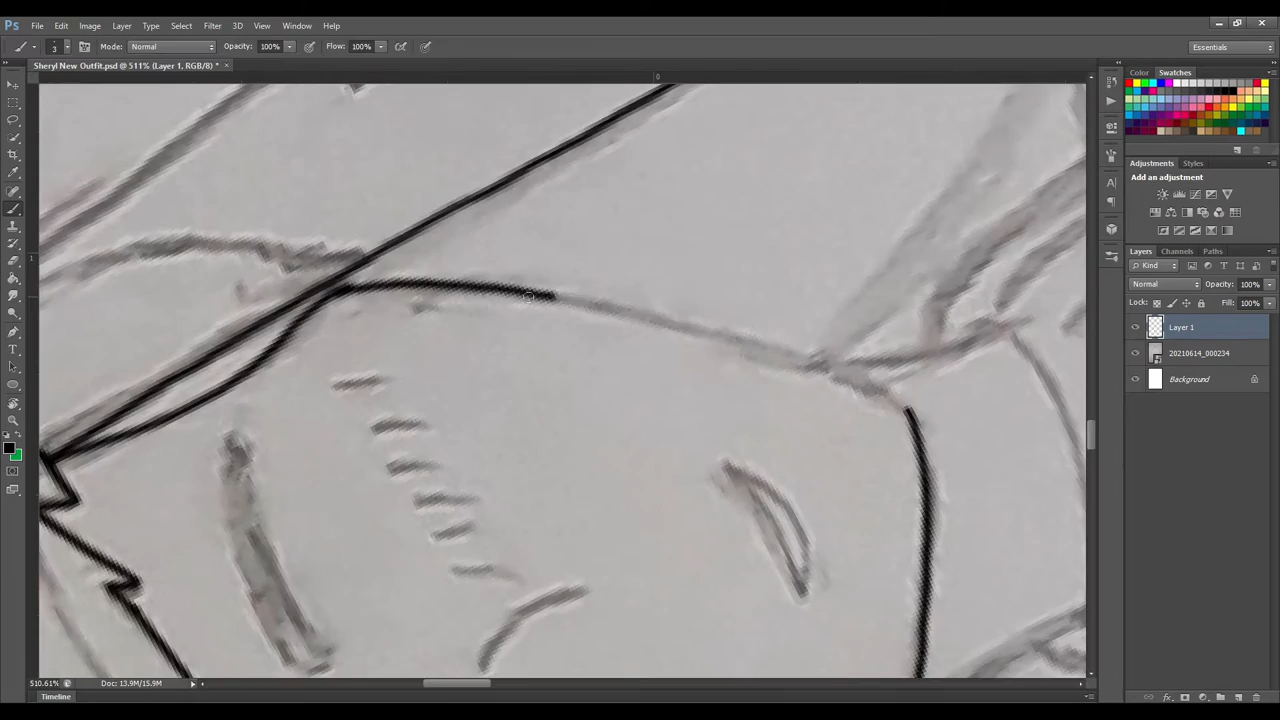 Ps File Edit Image Layer Type Select Filter 3D View Window Help
3 Mode: Normal Opacity: 100% Flow: 100% Essentials
Sheryl New Outfit.psd @ 511% (Layer 1, RGB/8) * ×
0
1
Color Swatches
Adjustments Styles
Add an adjustment
Layers Channels Paths
Kind
Normal Opacity: 100%
Lock: Fill: 100%
Layer 1
20210614_000234
Background
510.61% Doc: 13.9M/15.9M
Timeline